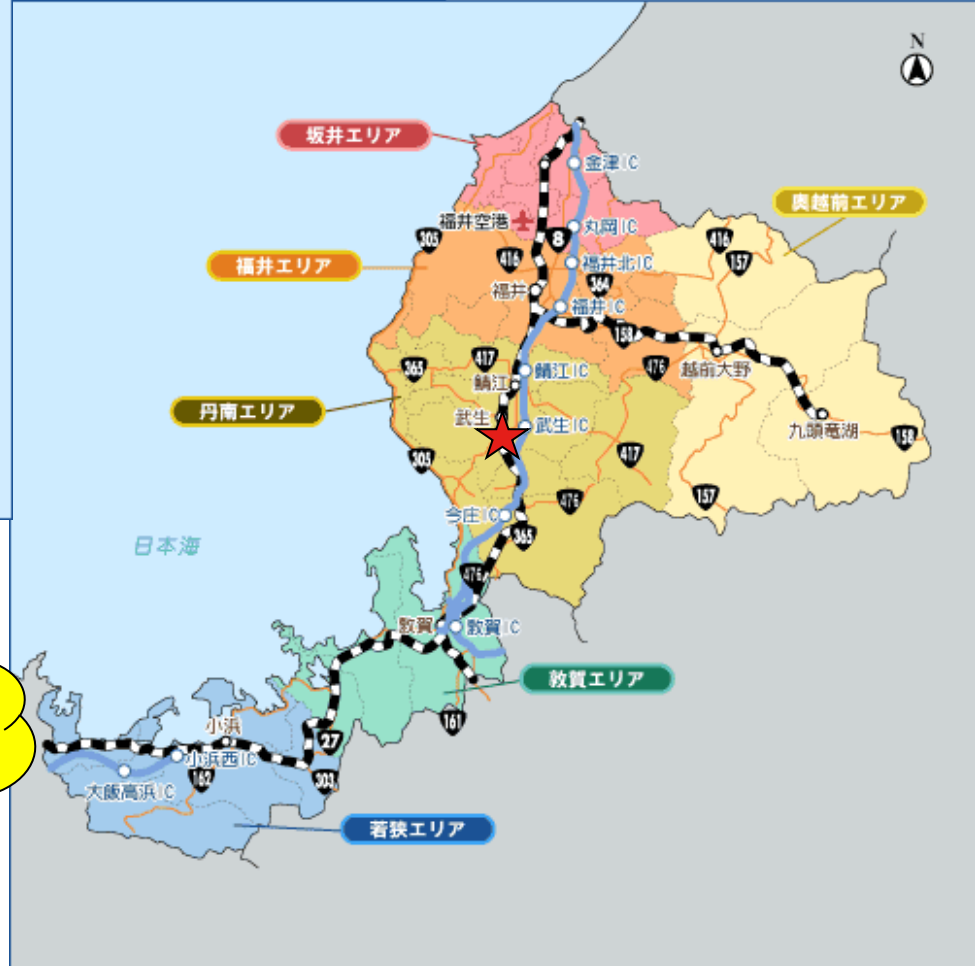 N
坂井エリア
金津IC
奥越前エリア
福井空港
丸岡IC
305
8
416
157
416
福井エリア
福井北IC
364
福井
福井IC
158
417
365
476
越前大野
鯖江
鯖江IC
丹南エリア
武生
武生IC
九頭竜湖
158
305
417
476
157
今庄IC
365
日本海
476
敦賀
敦賀IC
敦賀エリア
161
小浜
27
小浜西IC
162
303
大飯高浜IC
若狭エリア